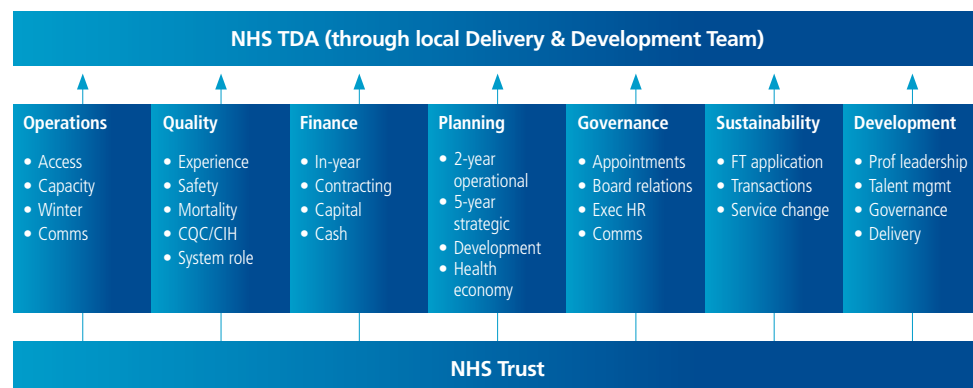 NHS TDA (through local Delivery & Development Team)
Operations
• Access
• Capacity
• Winter
• Comms
Quality
• Experience
• Safety
• Mortality
• CQC/CIH
• System role
Finance
• In-year
• Contracting
• Capital
• Cash
Planning
• 2-year
operational
• 5-year
strategic
• Development
• Health
economy
Governance
• Appointments
• Board relations
• Exec HR
• Comms
Sustainability
• FT application
• Transactions
• Service change
Development
• Prof leadership
• Talent mgmt
• Governance
• Delivery
NHS Trust